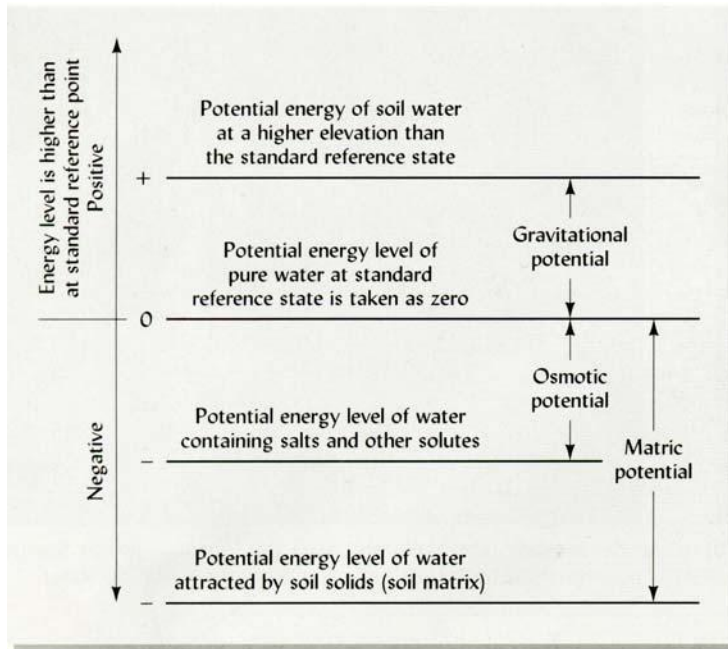 Energy level is higher than
at standard reference point
Positive
Negative
Potential energy of soil water
at a higher elevation than
the standard reference state
+
Gravitational
potential
Potential energy level of
pure water at standard
reference state is taken as zero
0
Osmotic
potential
Potential energy level of water
containing salts and other solutes
–
Matric
potential
Potential energy level of water
attracted by soil solids (soil matrix)
–